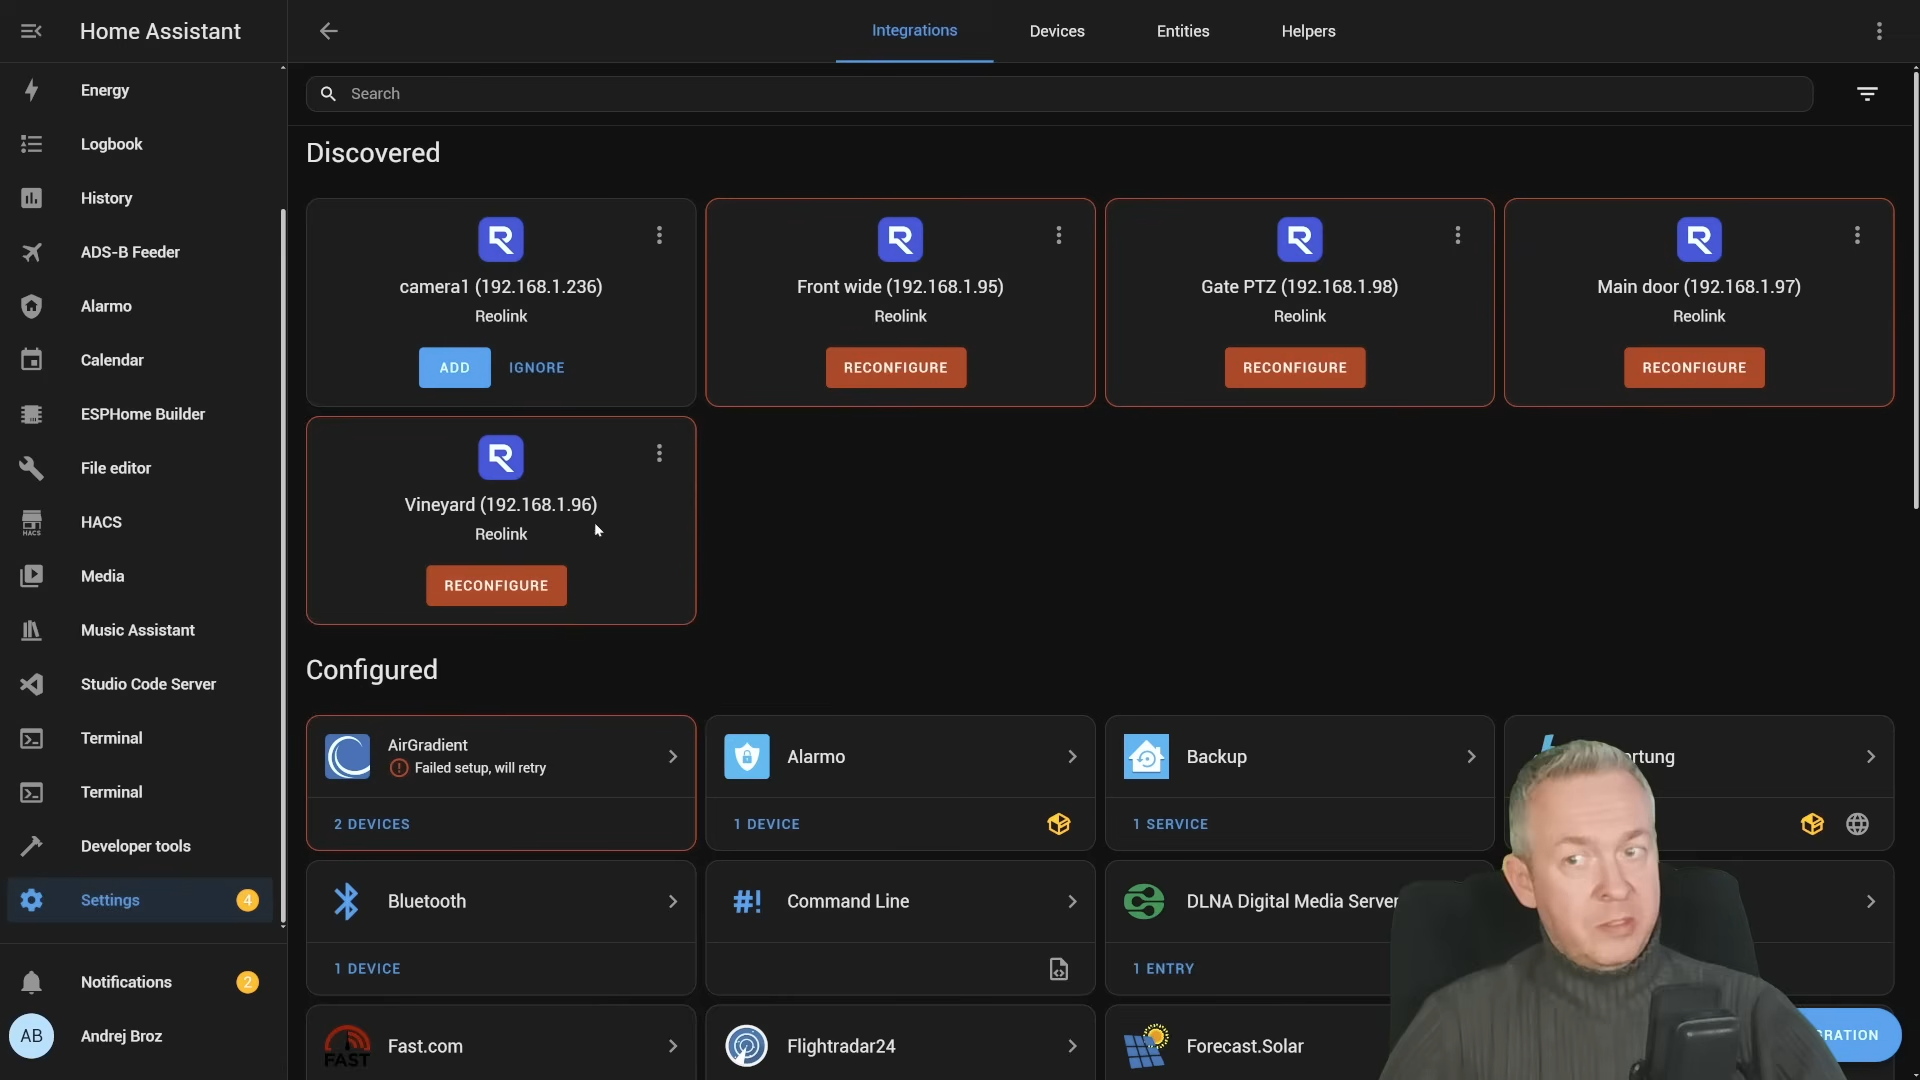 Home Assistant
Energy
Logbook
History
ADS-B Feeder
Alarmo
Calendar
ESPHome Builder
File editor
HACS
HACS
Media
Music Assistant
Studio Code Server
Terminal
Terminal
Developer tools
Settings
4
Notifications
2
AB
Andrej Broz
Integrations
Devices
Entities
Helpers
Search
Discovered
camera1 (192.168.1.236)
Reolink
ADD
IGNORE
Front wide (192.168.1.95)
Reolink
RECONFIGURE
Gate PTZ (192.168.1.98)
Reolink
RECONFIGURE
Main door (192.168.1.97)
Reolink
RECONFIGURE
Vineyard (192.168.1.96)
Reolink
RECONFIGURE
Configured
AirGradient
Failed setup, will retry
2 DEVICES
Alarmo
1 DEVICE
Backup
1 SERVICE
Bluetooth
1 DEVICE
#!
Command Line
DLNA Digital Media Server
1 ENTRY
FAST
Fast.com
Flightradar24
Forecast.Solar